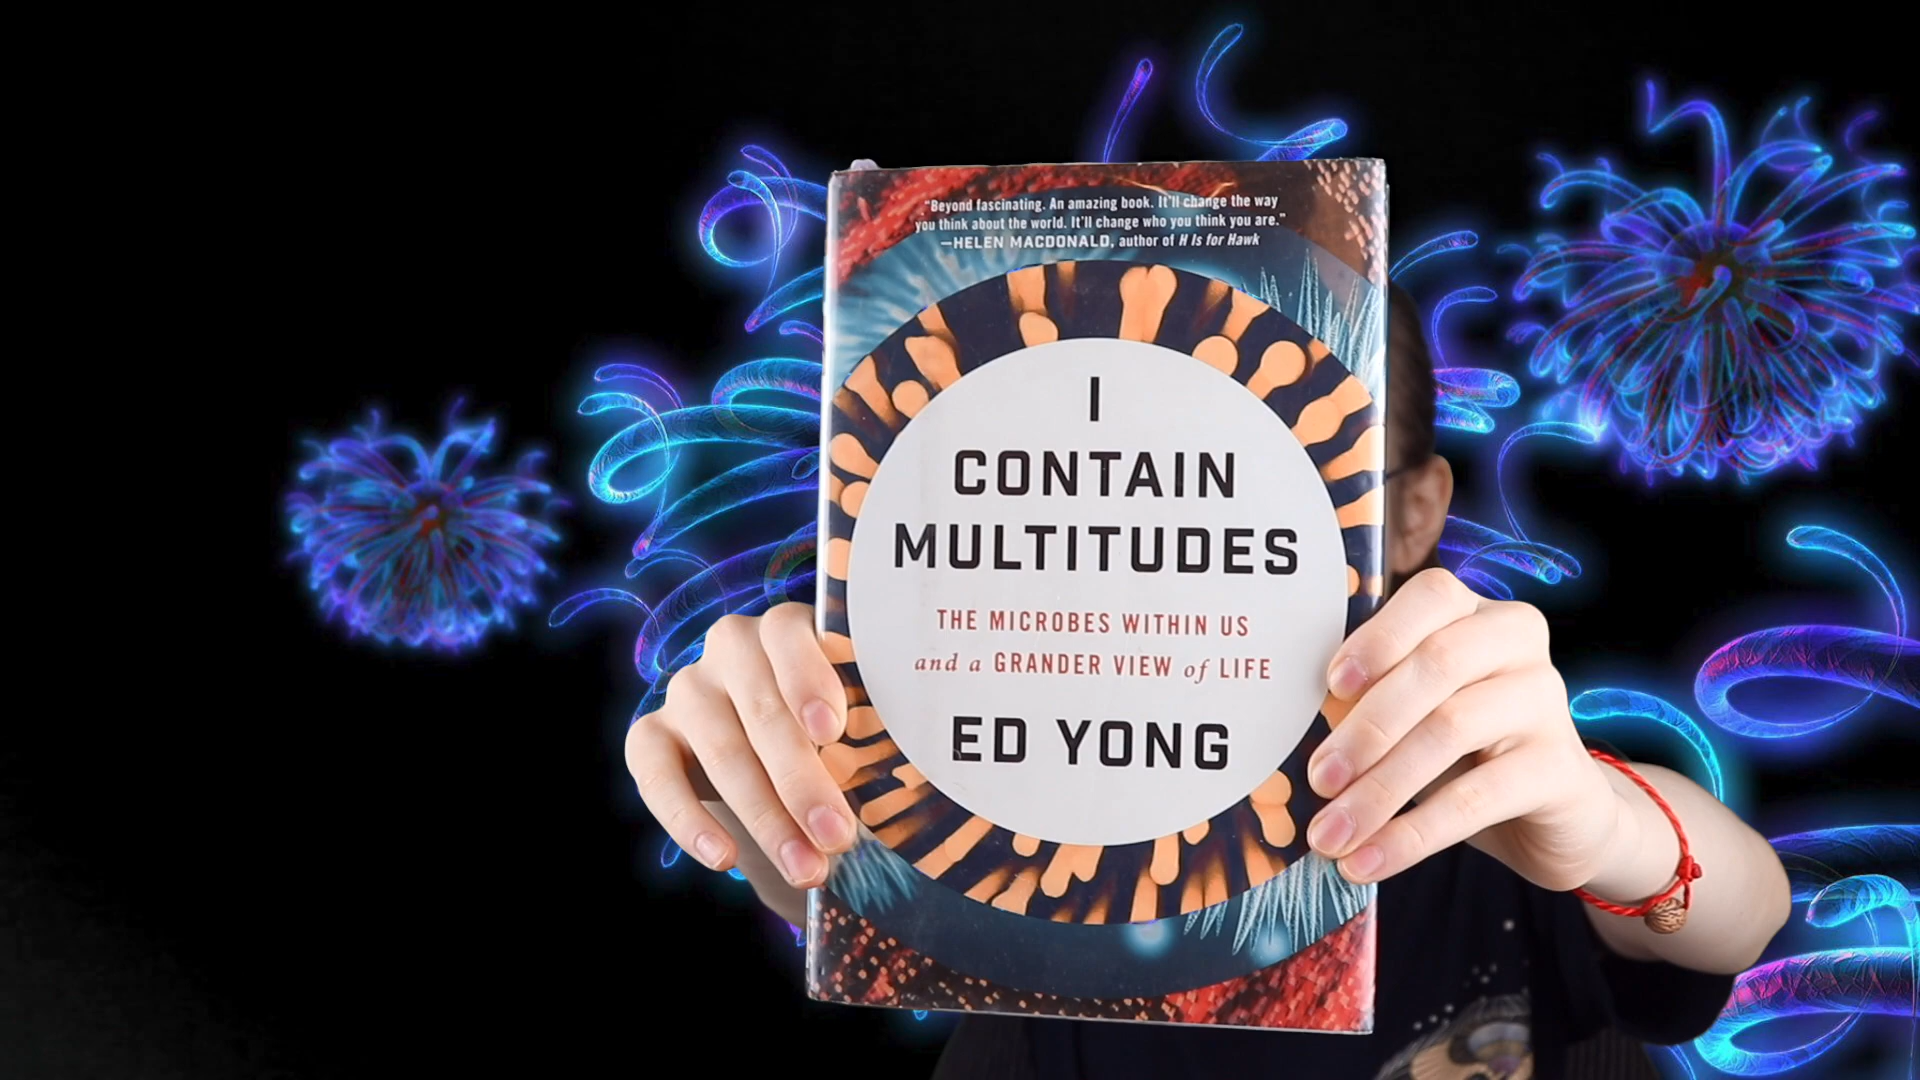 “Beyond fascinating. An amazing book. It’ll change the way
you think about the world. It’ll change who you think you are.”
—HELEN MACDONALD, author of H Is for Hawk
I
CONTAIN
MULTITUDES
THE MICROBES WITHIN US
and a GRANDER VIEW of LIFE
ED YONG